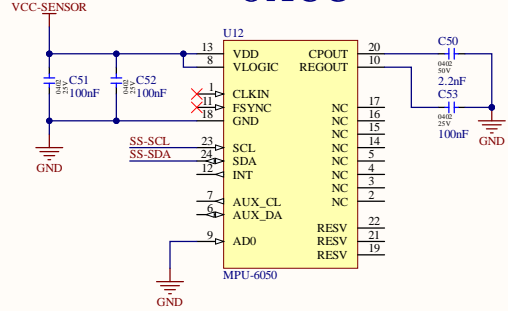 VCC-SENSOR
U12
13 VDD CPOUT 20
8 VLOGIC REGOUT 10
C50
0402
50V
2.2nF
C51
0402
25V
100nF
C52
0402
25V
100nF
1 CLKIN
11 FSYNC NC 17
18 GND NC 16
C53
0402
25V
100nF
NC 15
SS-SCL 23 SCL NC 14
SS-SDA 24 SDA NC 5
12 INT NC 4
NC 3
7 AUX_CL NC 2
6 AUX_DA
RESV 22
9 AD0 RESV 21
RESV 19
GND
GND
GND
MPU-6050